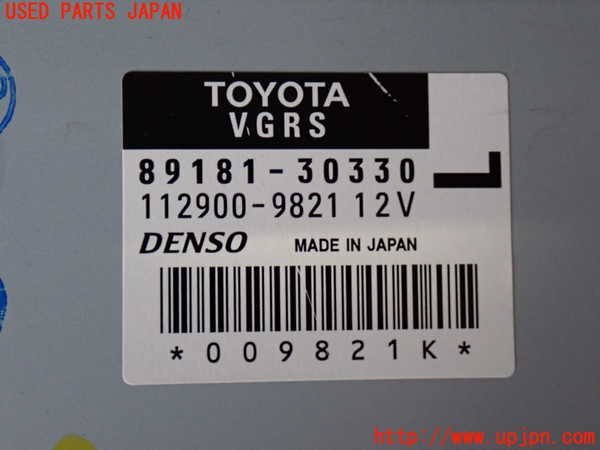 USED PARTS JAPAN
TOYOTA
VGRS
89181-30330
112900-9821 12V
DENSO MADE IN JAPAN
*009821K*
http://www.upjpn.com/